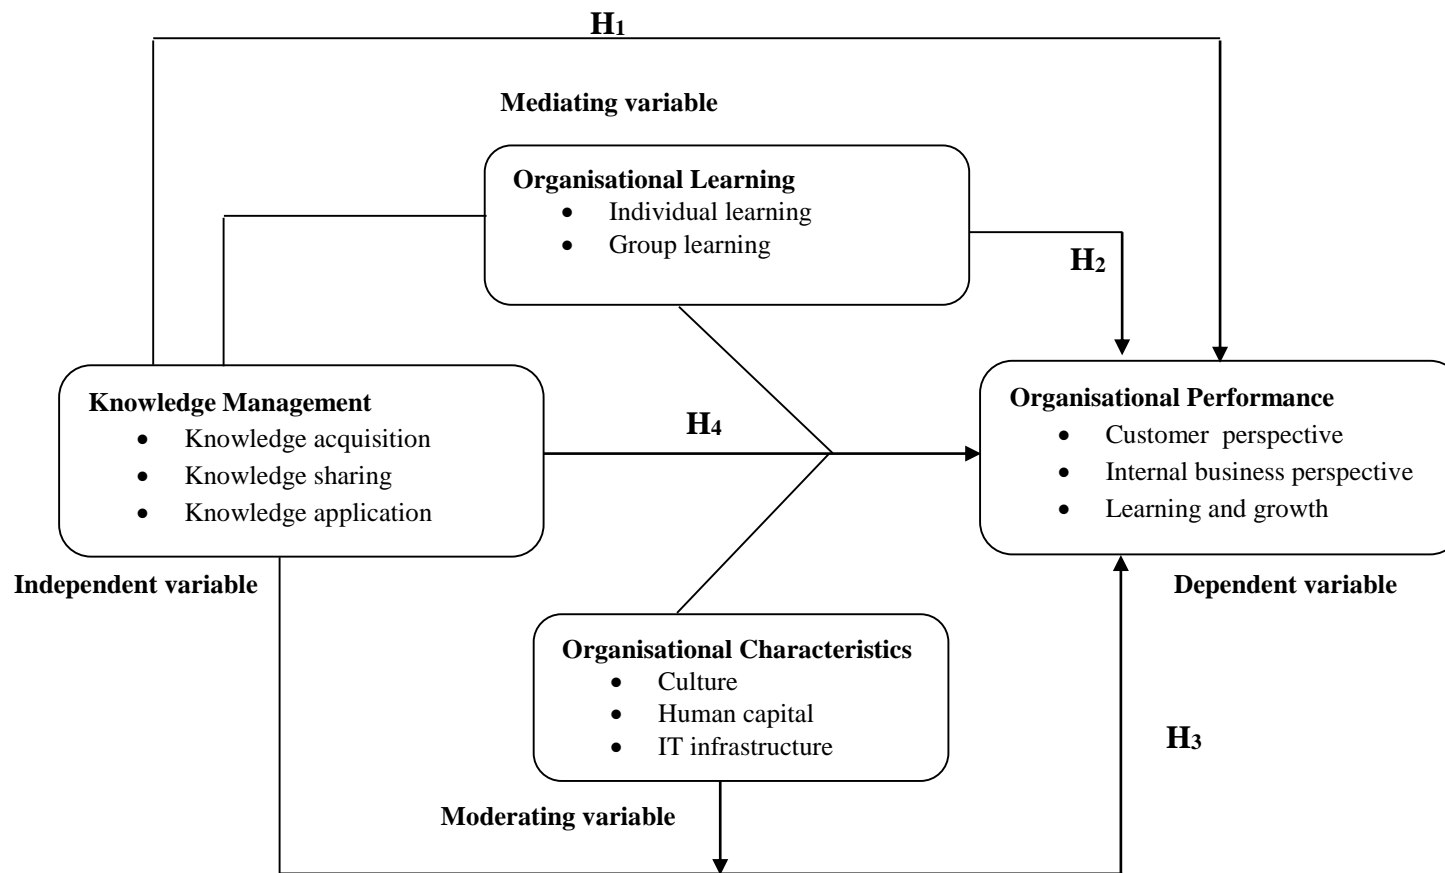 H1
Mediating variable
Organisational Learning
• Individual learning
• Group learning
H2
Knowledge Management
• Knowledge acquisition
• Knowledge sharing
• Knowledge application
Independent variable
H4
Organisational Performance
• Customer perspective
• Internal business perspective
• Learning and growth
Dependent variable
Organisational Characteristics
• Culture
• Human capital
• IT infrastructure
Moderating variable
H3